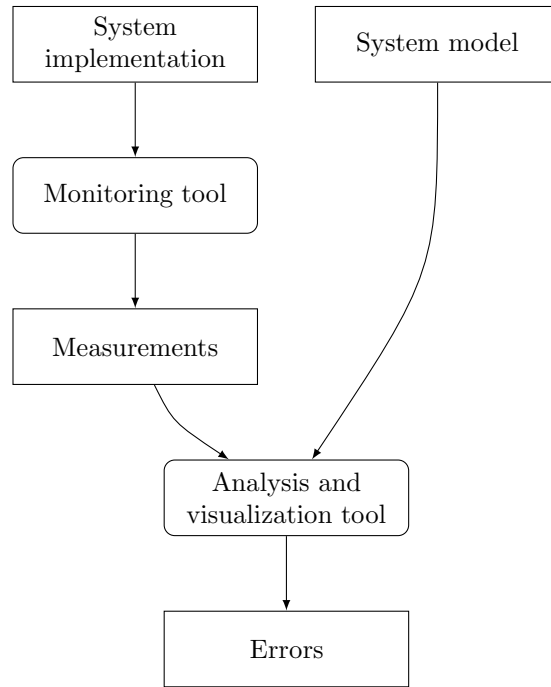 System
implementation
System model
Monitoring tool
Measurements
Analysis and
visualization tool
Errors